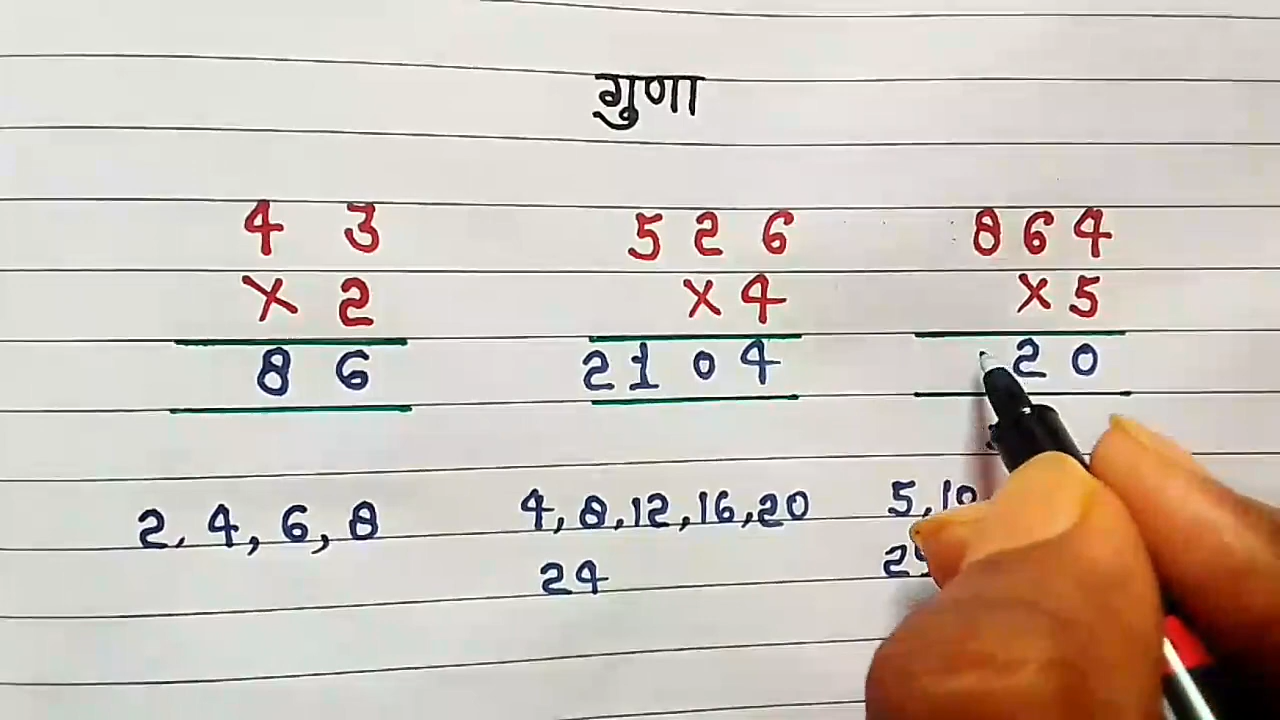 गुणा
4 3    5 2 6    8 6 4
× 2    × 4    × 5
8 6    2 1 0 4    2 0
2, 4, 6, 8    4, 8, 12, 16, 20    5, 10
24